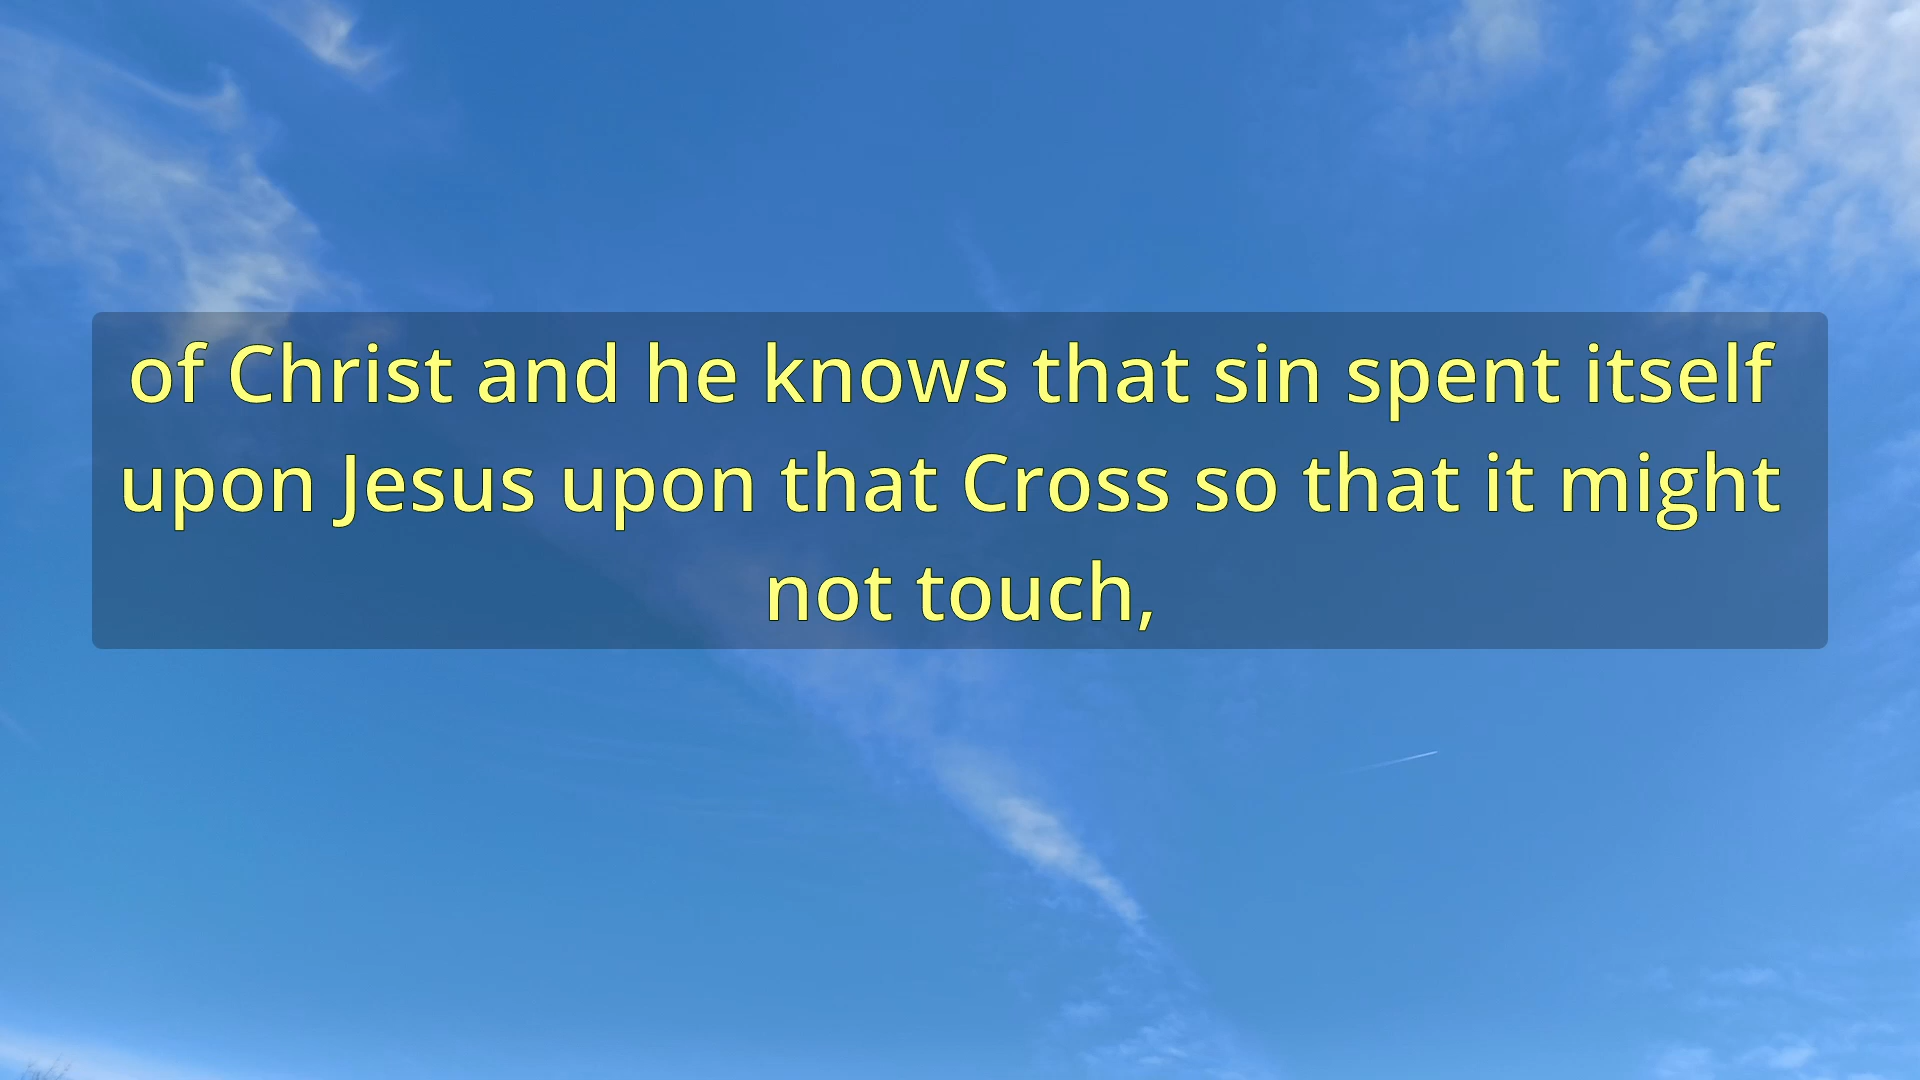 of Christ and he knows that sin spent itself
upon Jesus upon that Cross so that it might
not touch,